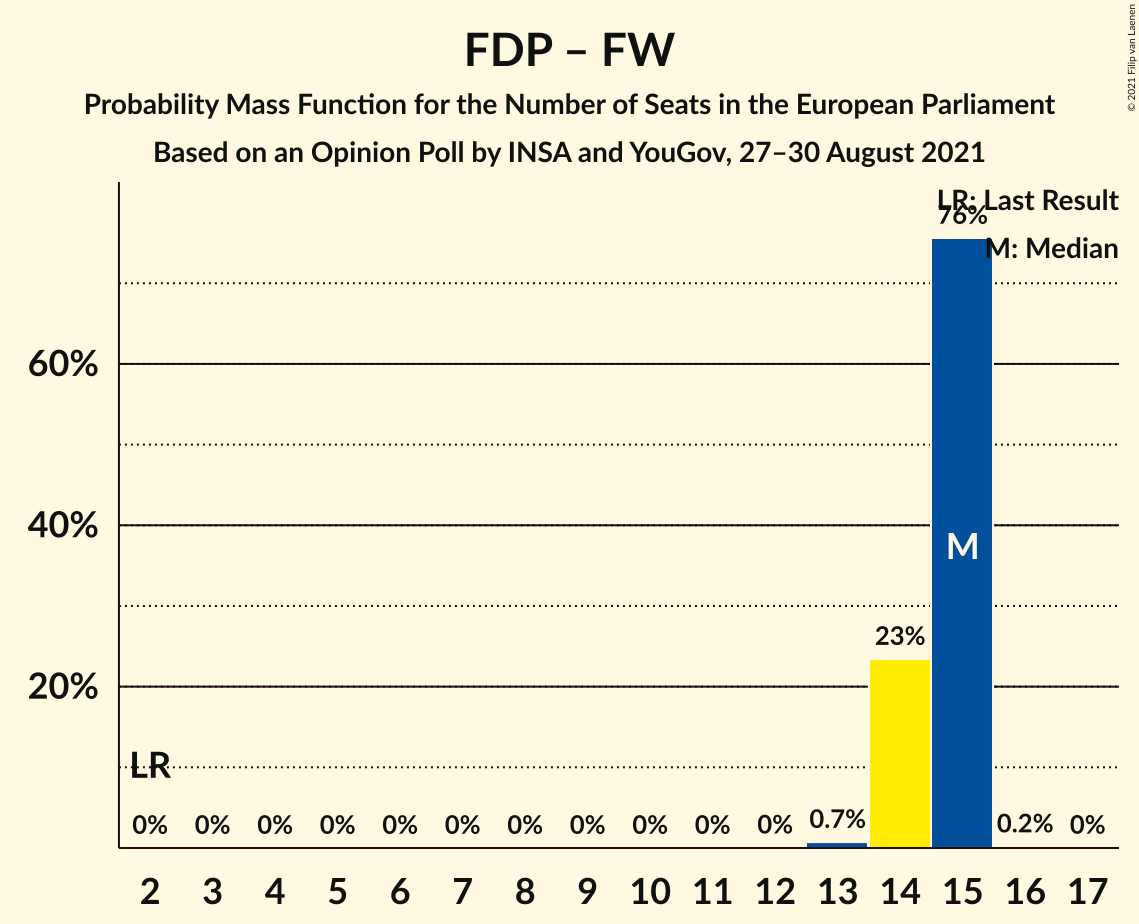 FDP – FW
Probability Mass Function for the Number of Seats in the European Parliament
Based on an Opinion Poll by INSA and YouGov, 27–30 August 2021
© 2021 Filip van Laenen
LR: Last Result
M: Median
76%
60%
40%
M
23%
20%
LR
0% 0% 0% 0% 0% 0% 0% 0% 0% 0% 0% 0.7% 0.2% 0%
2 3 4 5 6 7 8 9 10 11 12 13 14 15 16 17